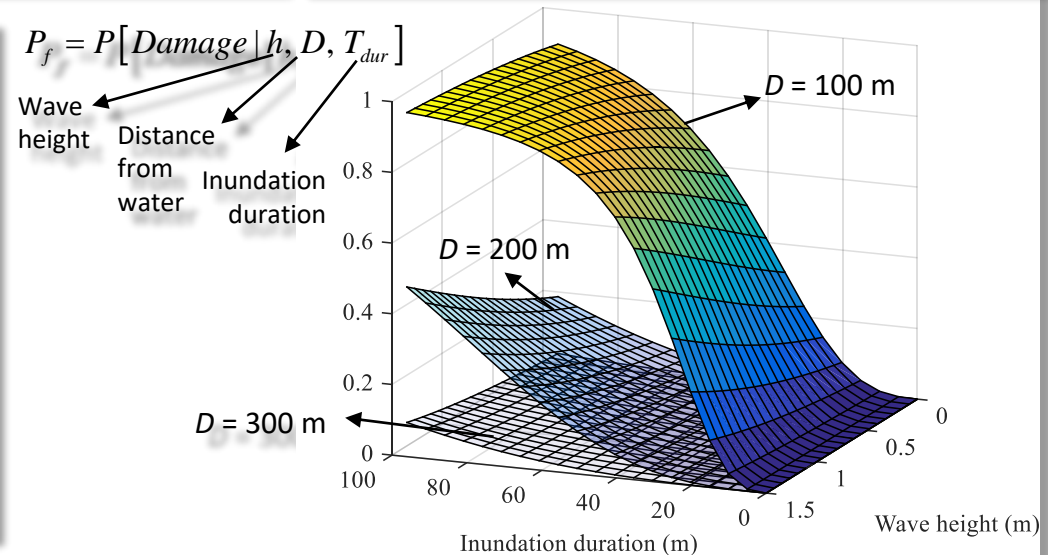 P_f = P[Damage | h, D, T_dur]
Wave
height
Distance
from
water
Inundation
duration
D = 100 m
D = 200 m
D = 300 m
1
0.8
0.6
0.4
0.2
0
100
80
60
40
20
0
Inundation duration (m)
0
0.5
1
1.5
Wave height (m)